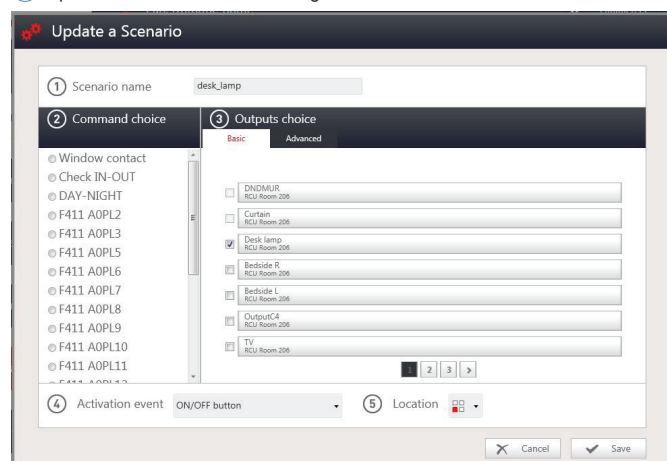 Update a Scenario
1 Scenario name desk_lamp
2 Command choice
3 Outputs choice
Basic Advanced
Window contact
Check IN-OUT
DAY-NIGHT
F411 A0PL2
F411 A0PL3
F411 A0PL5
F411 A0PL6
F411 A0PL7
F411 A0PL8
F411 A0PL9
F411 A0PL10
F411 A0PL11
DNDMUR
RCU Room 206
Curtain
RCU Room 206
Desk lamp
RCU Room 206
Bedside R
RCU Room 206
Bedside L
RCU Room 206
OutputC4
RCU Room 206
TV
RCU Room 206
1 2 3 >
4 Activation event ON/OFF button
5 Location
Cancel Save